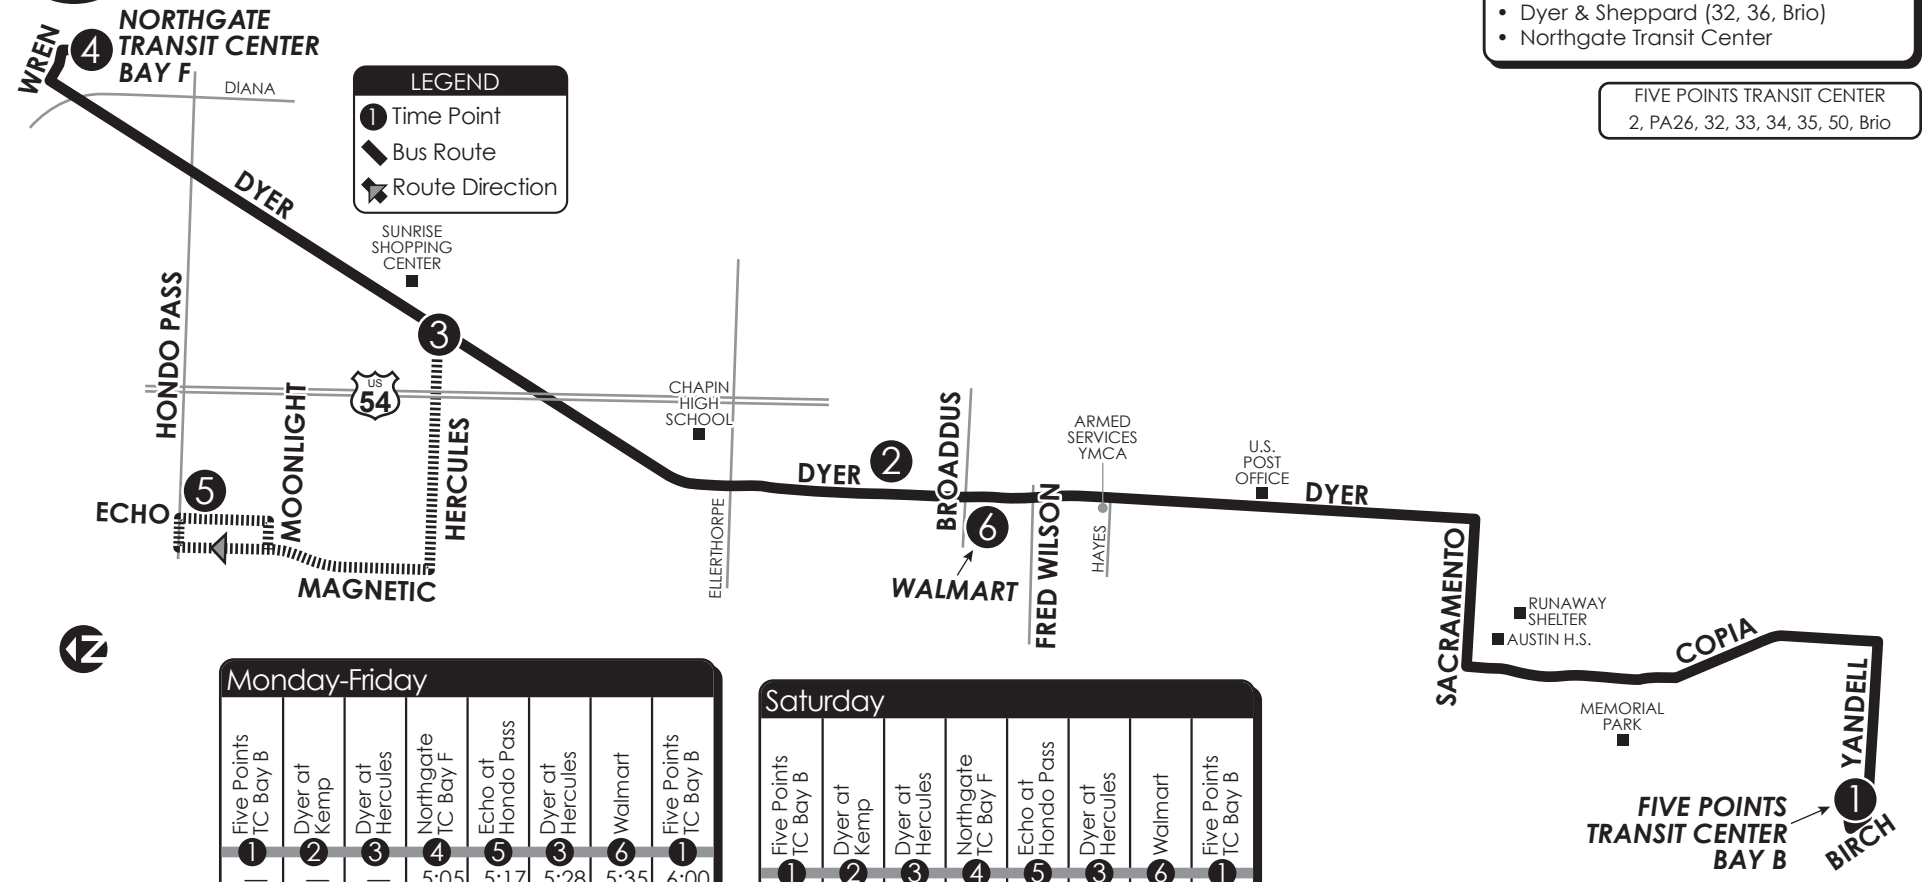 • Dyer & Sheppard (32, 36, Brio)
• Northgate Transit Center
FIVE POINTS TRANSIT CENTER
2, PA26, 32, 33, 34, 35, 50, Brio
NORTHGATE
TRANSIT CENTER
BAY F
4
WREN
DIANA
LEGEND
1 Time Point
Bus Route
Route Direction
DYER
SUNRISE
SHOPPING
CENTER
HONDO PASS
3
US
54
MOONLIGHT
HERCULES
CHAPIN
HIGH
SCHOOL
ELLERTHORPE
5
ECHO
MAGNETIC
DYER
2
BROADDUS
6
WALMART
FRED WILSON
ARMED
SERVICES
YMCA
HAYES
U.S.
POST
OFFICE
DYER
SACRAMENTO
RUNAWAY
SHELTER
AUSTIN H.S.
COPIA
MEMORIAL
PARK
YANDELL
1
FIVE POINTS
TRANSIT CENTER
BAY B
BIRCH
Z
Monday-Friday
Five Points
TC Bay B
Dyer at
Kemp
Dyer at
Hercules
Northgate
TC Bay F
Echo at
Hondo Pass
Dyer at
Hercules
Walmart
Five Points
TC Bay B
1 2 3 4 5 3 6 1
— — — 5:05 5:17 5:28 5:35 6:00
Saturday
Five Points
TC Bay B
Dyer at
Kemp
Dyer at
Hercules
Northgate
TC Bay F
Echo at
Hondo Pass
Dyer at
Hercules
Walmart
Five Points
TC Bay B
1 2 3 4 5 3 6 1